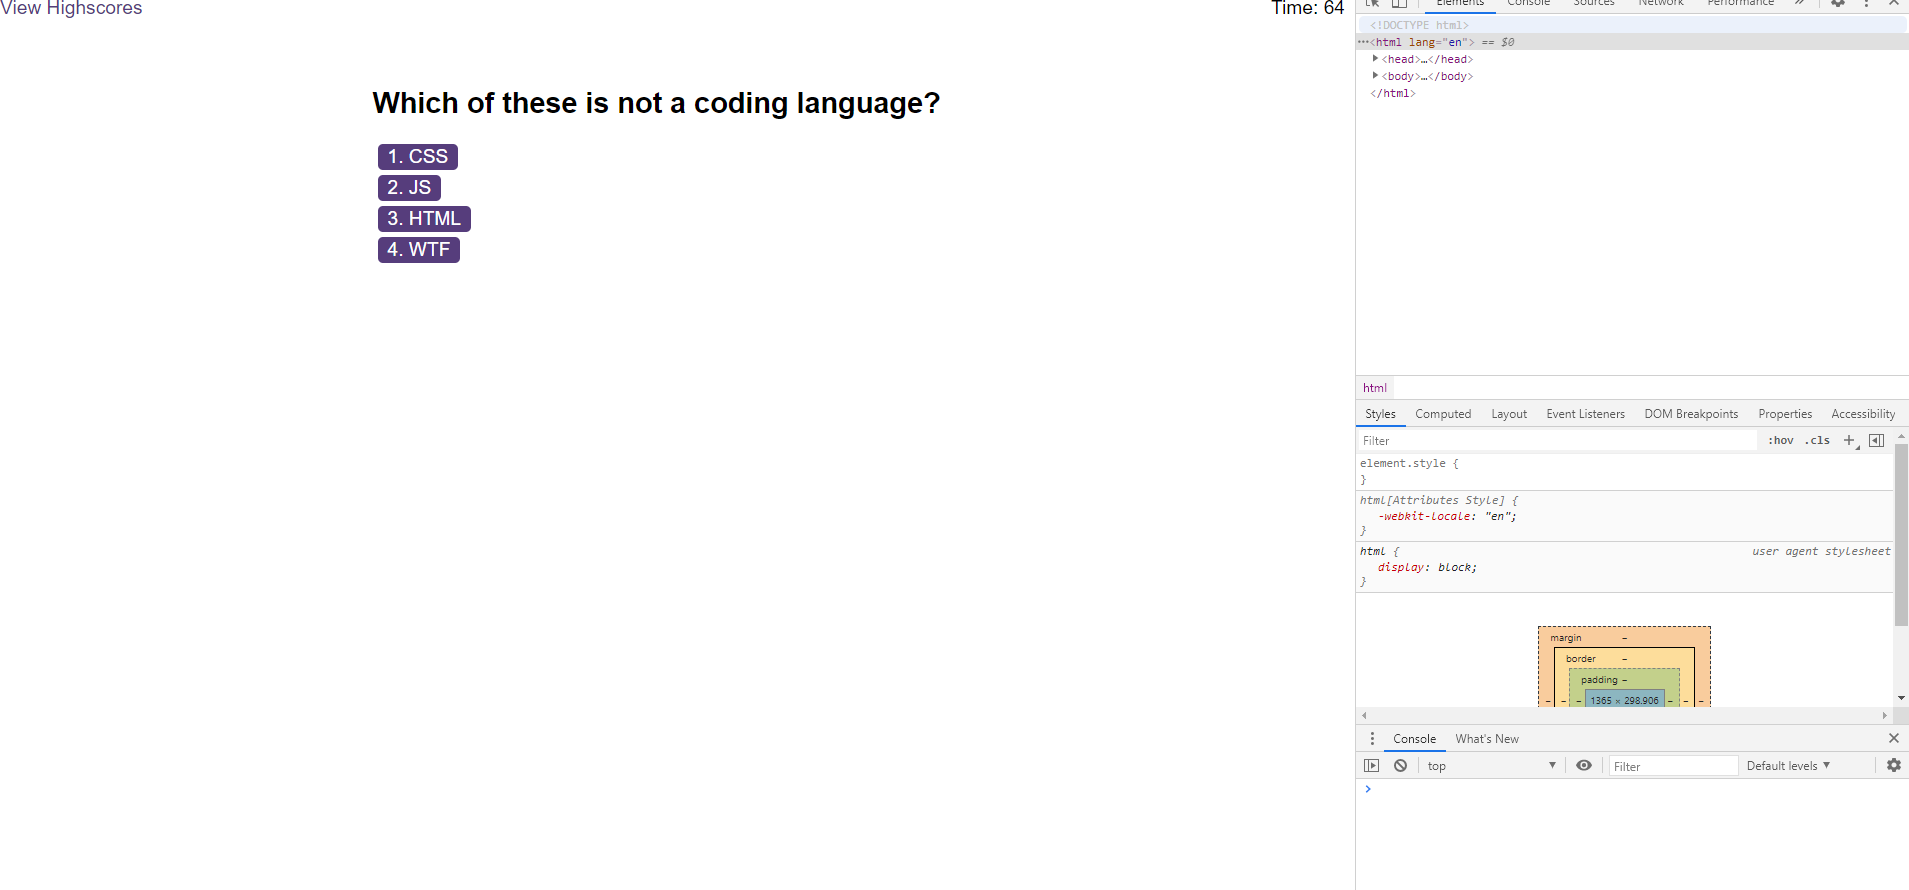 View Highscores
Time: 64
Which of these is not a coding language?
1. CSS
2. JS
3. HTML
4. WTF
Elements Console Sources Network Performance »
<!DOCTYPE html>
···<html lang="en"> == $0
<head>…</head>
<body>…</body>
</html>
html
Styles Computed Layout Event Listeners DOM Breakpoints Properties Accessibility
Filter :hov .cls +
element.style {
}
html[Attributes Style] {
-webkit-locale: "en";
}
html { user agent stylesheet
display: block;
}
margin –
border –
padding –
– – – 1365 × 298.906 – – –
Console What's New
top Filter Default levels